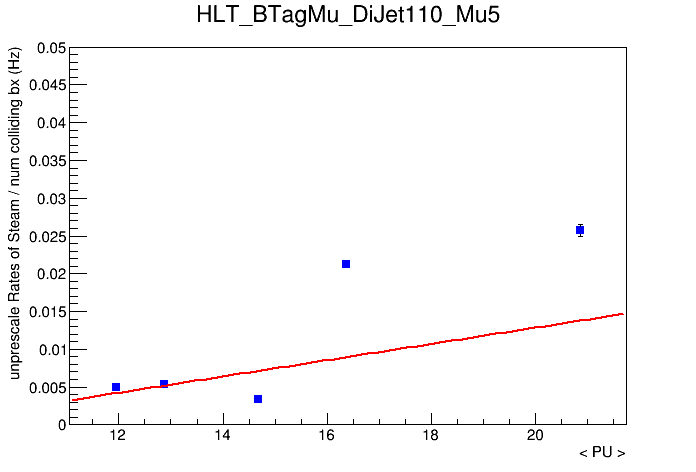 HLT_BTagMu_DiJet110_Mu5
unprescale Rates of Steam / num colliding bx (Hz)
0.05
0.045
0.04
0.035
0.03
0.025
0.02
0.015
0.01
0.005
0
12 14 16 18 20
< PU >